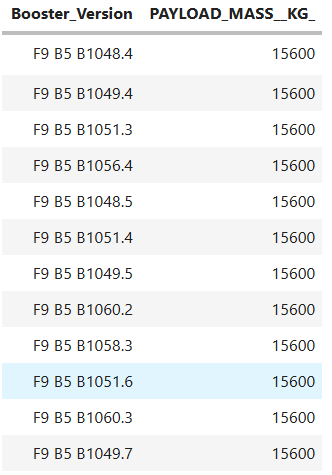 Booster_Version PAYLOAD_MASS__KG_
F9 B5 B1048.4 15600
F9 B5 B1049.4 15600
F9 B5 B1051.3 15600
F9 B5 B1056.4 15600
F9 B5 B1048.5 15600
F9 B5 B1051.4 15600
F9 B5 B1049.5 15600
F9 B5 B1060.2 15600
F9 B5 B1058.3 15600
F9 B5 B1051.6 15600
F9 B5 B1060.3 15600
F9 B5 B1049.7 15600